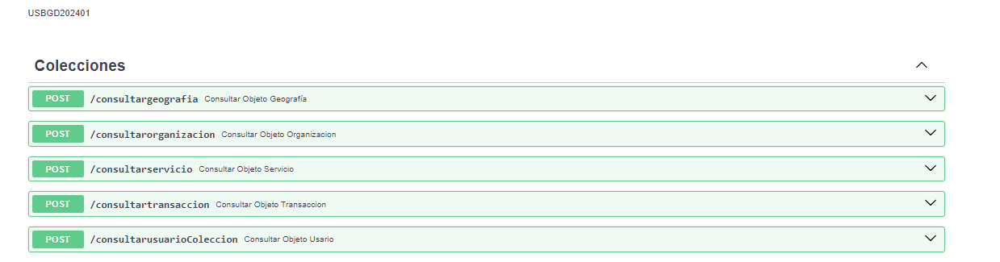 USBGD202401
Colecciones
POST /consultargeografia Consultar Objeto Geografía
POST /consultarorganizacion Consultar Objeto Organizacion
POST /consultarservicio Consultar Objeto Servicio
POST /consultartransaccion Consultar Objeto Transaccion
POST /consultarusuarioColeccion Consultar Objeto Usario